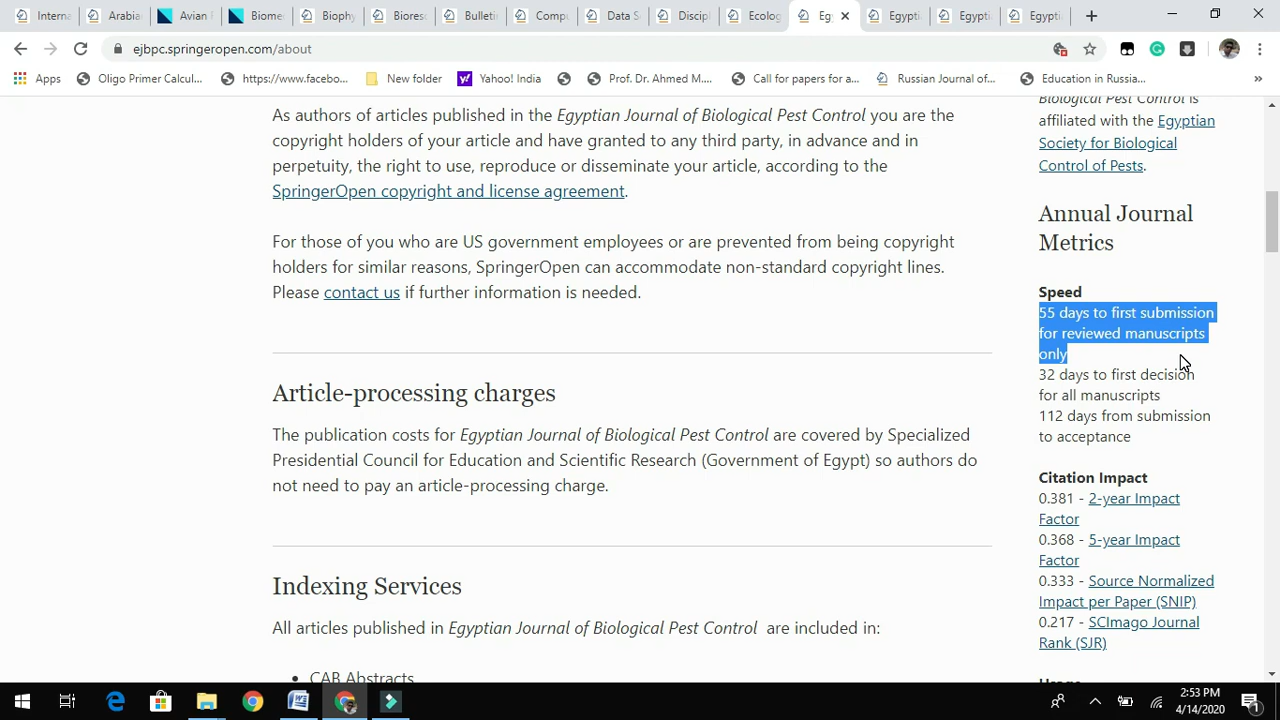 Interna
Arabia
Avian R
Biome
Bioph
Biores
Bulleti
Compu
Data S
Discipl
Ecolog
Eg
Egypti
Egypti
Egypti
ejbpc.springeropen.com/about
Apps
Oligo Primer Calcul...
https://www.facebo...
New folder
Yahoo! India
Prof. Dr. Ahmed M....
Call for papers for a...
Russian Journal of...
Education in Russia...
As authors of articles published in the Egyptian Journal of Biological Pest Control you are the
copyright holders of your article and have granted to any third party, in advance and in
perpetuity, the right to use, reproduce or disseminate your article, according to the
SpringerOpen copyright and license agreement.
For those of you who are US government employees or are prevented from being copyright
holders for similar reasons, SpringerOpen can accommodate non-standard copyright lines.
Please contact us if further information is needed.
Article-processing charges
The publication costs for Egyptian Journal of Biological Pest Control are covered by Specialized
Presidential Council for Education and Scientific Research (Government of Egypt) so authors do
not need to pay an article-processing charge.
Indexing Services
All articles published in Egyptian Journal of Biological Pest Control are included in:
• CAB Abstracts
Biological Pest Control is
affiliated with the Egyptian
Society for Biological
Control of Pests.
Annual Journal
Metrics
Speed
55 days to first submission
for reviewed manuscripts
only
32 days to first decision
for all manuscripts
112 days from submission
to acceptance
Citation Impact
0.381 - 2-year Impact
Factor
0.368 - 5-year Impact
Factor
0.333 - Source Normalized
Impact per Paper (SNIP)
0.217 - SCImago Journal
Rank (SJR)
2:53 PM
4/14/2020